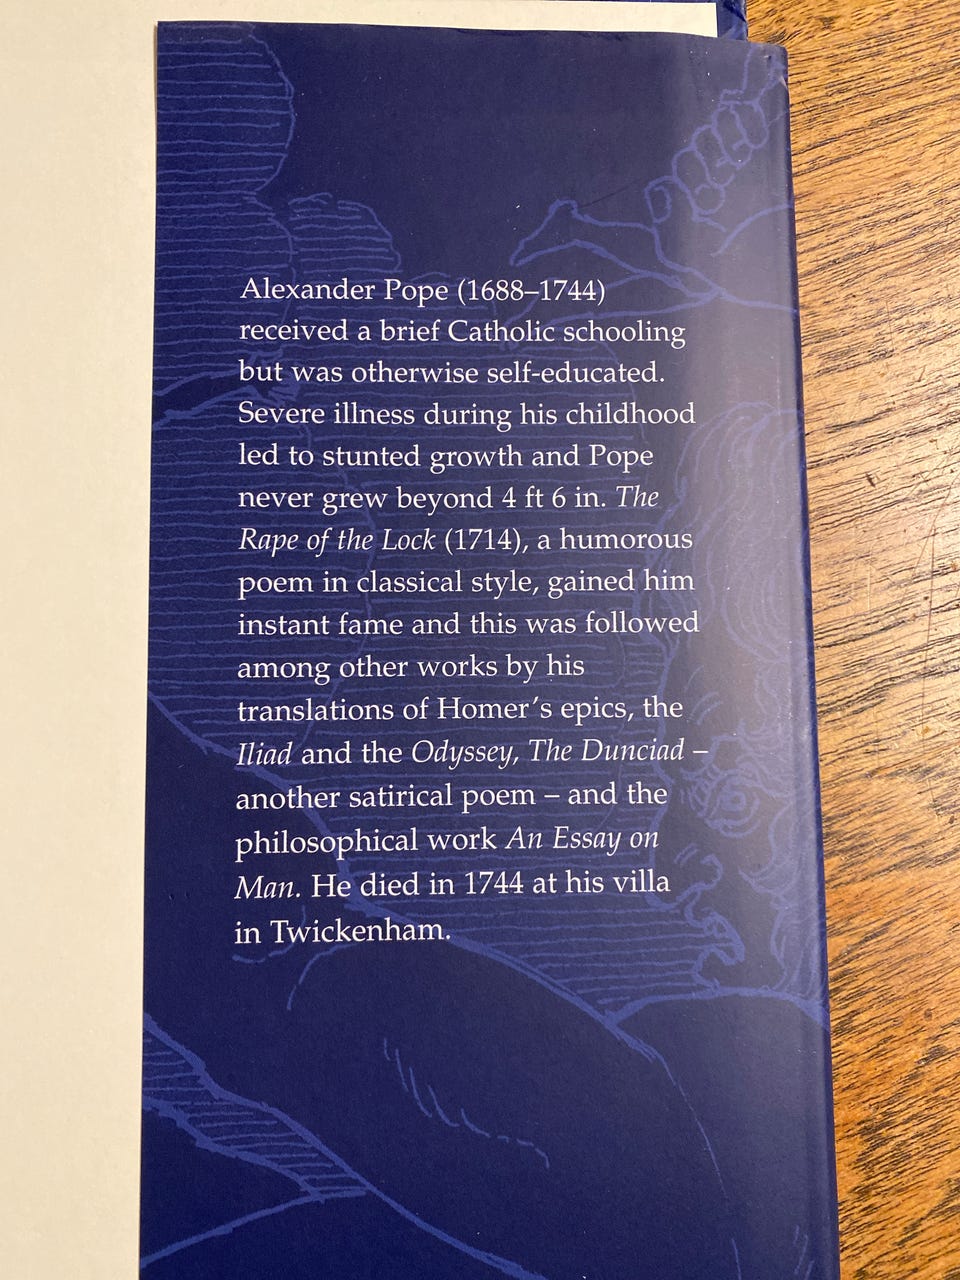 Alexander Pope (1688–1744)
received a brief Catholic schooling
but was otherwise self-educated.
Severe illness during his childhood
led to stunted growth and Pope
never grew beyond 4 ft 6 in. The
Rape of the Lock (1714), a humorous
poem in classical style, gained him
instant fame and this was followed
among other works by his
translations of Homer's epics, the
Iliad and the Odyssey, The Dunciad –
another satirical poem – and the
philosophical work An Essay on
Man. He died in 1744 at his villa
in Twickenham.